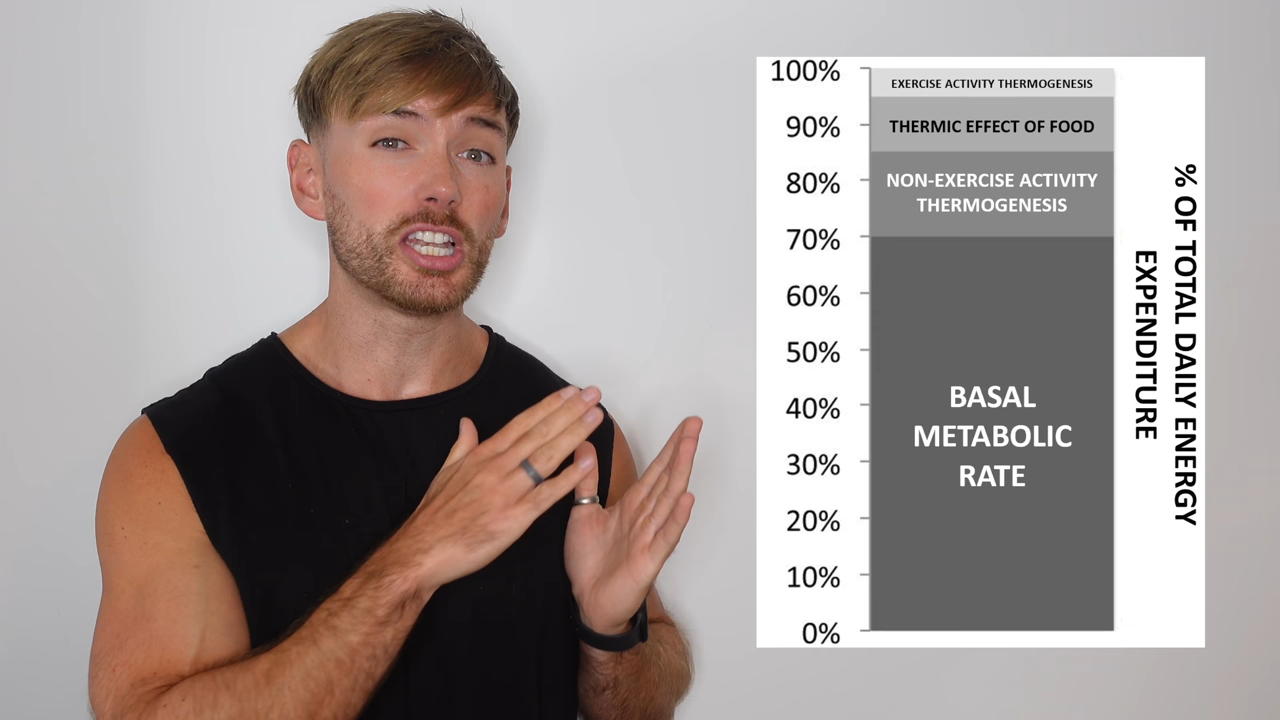 100%
90%
80%
70%
60%
50%
40%
30%
20%
10%
0%
EXERCISE ACTIVITY THERMOGENESIS
THERMIC EFFECT OF FOOD
NON-EXERCISE ACTIVITY
THERMOGENESIS
BASAL
METABOLIC
RATE
% OF TOTAL DAILY ENERGY
EXPENDITURE